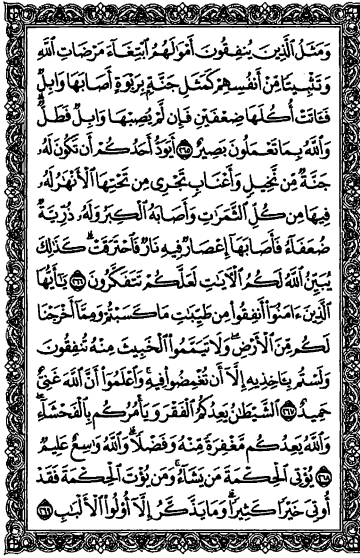 وَمَثَلُ الَّذِينَ يُنفِقُونَ أَمْوَالَهُمُ ابْتِغَاءَ مَرْضَاتِ اللَّهِ
وَتَثْبِيتًا مِّنْ أَنفُسِهِمْ كَمَثَلِ جَنَّةٍ بِرَبْوَةٍ أَصَابَهَا وَابِلٌ
فَآتَتْ أُكُلَهَا ضِعْفَيْنِ فَإِن لَّمْ يُصِبْهَا وَابِلٌ فَطَلٌّ
وَاللَّهُ بِمَا تَعْمَلُونَ بَصِيرٌ ٢٦٥ أَيَوَدُّ أَحَدُكُمْ أَن تَكُونَ لَهُ
جَنَّةٌ مِّن نَّخِيلٍ وَأَعْنَابٍ تَجْرِي مِن تَحْتِهَا الْأَنْهَارُ لَهُ
فِيهَا مِن كُلِّ الثَّمَرَاتِ وَأَصَابَهُ الْكِبَرُ وَلَهُ ذُرِّيَّةٌ
ضُعَفَاءُ فَأَصَابَهَا إِعْصَارٌ فِيهِ نَارٌ فَاحْتَرَقَتْ ۗ كَذَٰلِكَ
يُبَيِّنُ اللَّهُ لَكُمُ الْآيَاتِ لَعَلَّكُمْ تَتَفَكَّرُونَ ٢٦٦ يَا أَيُّهَا
الَّذِينَ آمَنُوا أَنفِقُوا مِن طَيِّبَاتِ مَا كَسَبْتُمْ وَمِمَّا أَخْرَجْنَا
لَكُم مِّنَ الْأَرْضِ ۖ وَلَا تَيَمَّمُوا الْخَبِيثَ مِنْهُ تُنفِقُونَ
وَلَسْتُم بِآخِذِيهِ إِلَّا أَن تُغْمِضُوا فِيهِ ۚ وَاعْلَمُوا أَنَّ اللَّهَ غَنِيٌّ
حَمِيدٌ ٢٦٧ الشَّيْطَانُ يَعِدُكُمُ الْفَقْرَ وَيَأْمُرُكُم بِالْفَحْشَاءِ ۖ
وَاللَّهُ يَعِدُكُم مَّغْفِرَةً مِّنْهُ وَفَضْلًا ۗ وَاللَّهُ وَاسِعٌ عَلِيمٌ
٢٦٨ يُؤْتِي الْحِكْمَةَ مَن يَشَاءُ ۚ وَمَن يُؤْتَ الْحِكْمَةَ فَقَدْ
أُوتِيَ خَيْرًا كَثِيرًا ۗ وَمَا يَذَّكَّرُ إِلَّا أُولُو الْأَلْبَابِ ٢٦٩